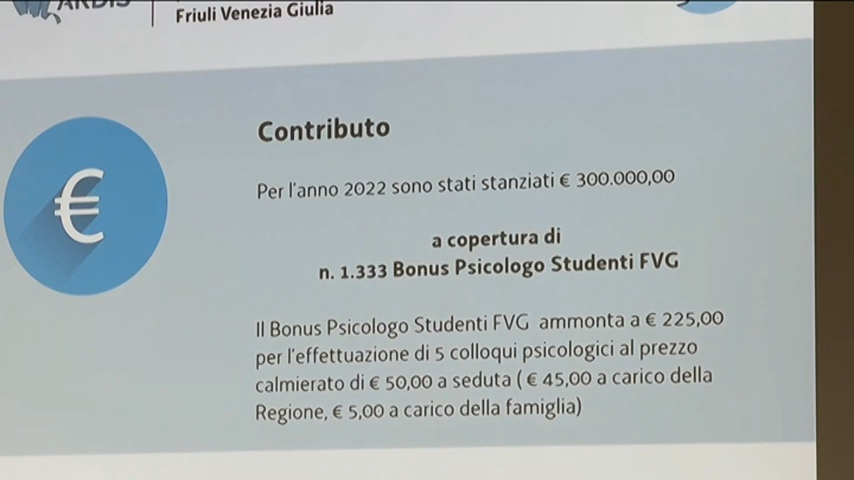 ARDIS
Friuli Venezia Giulia
€
Contributo
Per l'anno 2022 sono stati stanziati € 300.000,00
a copertura di
n. 1.333 Bonus Psicologo Studenti FVG
Il Bonus Psicologo Studenti FVG ammonta a € 225,00
per l'effettuazione di 5 colloqui psicologici al prezzo
calmierato di € 50,00 a seduta ( € 45,00 a carico della
Regione, € 5,00 a carico della famiglia)